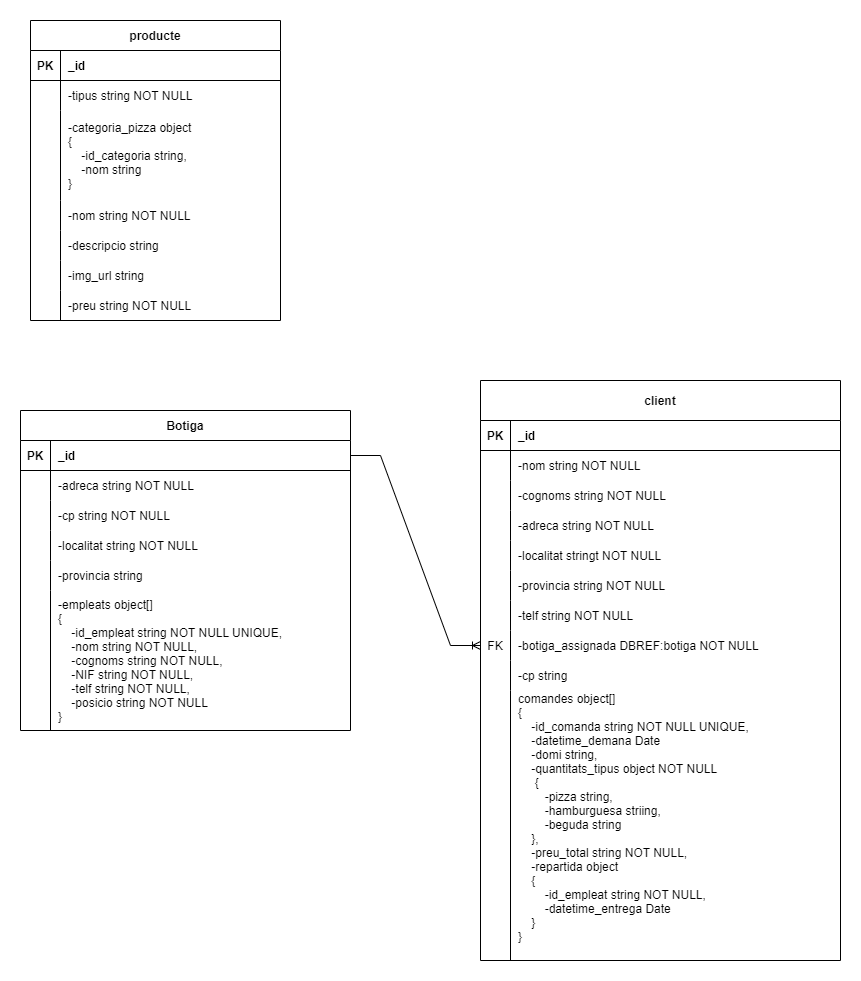 producte
PK _id
-tipus string NOT NULL
-categoria_pizza object
{
-id_categoria string,
-nom string
}
-nom string NOT NULL
-descripcio string
-img_url string
-preu string NOT NULL
Botiga
PK _id
-adreca string NOT NULL
-cp string NOT NULL
-localitat string NOT NULL
-provincia string
-empleats object[]
{
-id_empleat string NOT NULL UNIQUE,
-nom string NOT NULL,
-cognoms string NOT NULL,
-NIF string NOT NULL,
-telf string NOT NULL,
-posicio string NOT NULL
}
client
PK _id
-nom string NOT NULL
-cognoms string NOT NULL
-adreca string NOT NULL
-localitat stringt NOT NULL
-provincia string NOT NULL
-telf string NOT NULL
FK -botiga_assignada DBREF:botiga NOT NULL
-cp string
comandes object[]
{
-id_comanda string NOT NULL UNIQUE,
-datetime_demana Date
-domi string,
-quantitats_tipus object NOT NULL
{
-pizza string,
-hamburguesa striing,
-beguda string
},
-preu_total string NOT NULL,
-repartida object
{
-id_empleat string NOT NULL,
-datetime_entrega Date
}
}